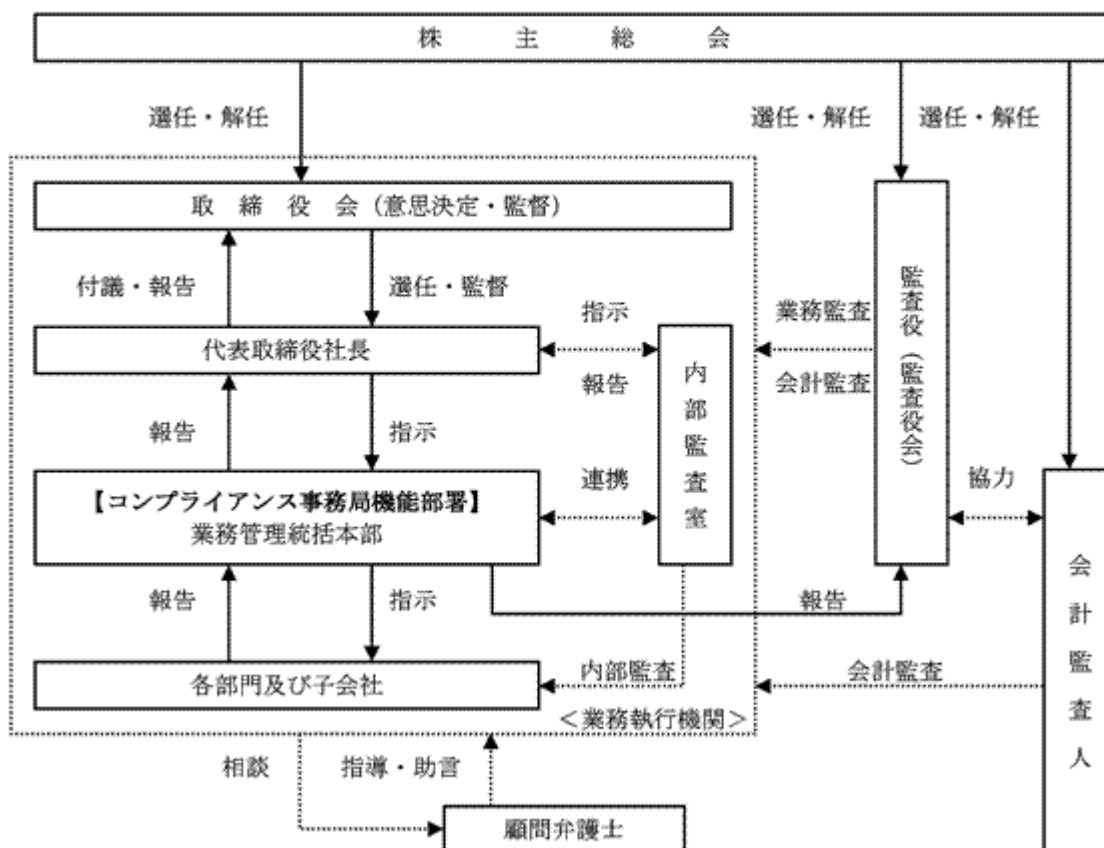 株主総会
選任・解任
選任・解任
選任・解任
取締役会（意思決定・監督）
付議・報告
選任・監督
指示
業務監査
代表取締役社長
報告
会計監査
内部監査室
監査役（監査役会）
報告
指示
連携
協力
【コンプライアンス事務局機能部署】
業務管理統括本部
報告
指示
報告
会計監査人
各部門及び子会社
内部監査
会計監査
＜業務執行機関＞
相談
指導・助言
顧問弁護士